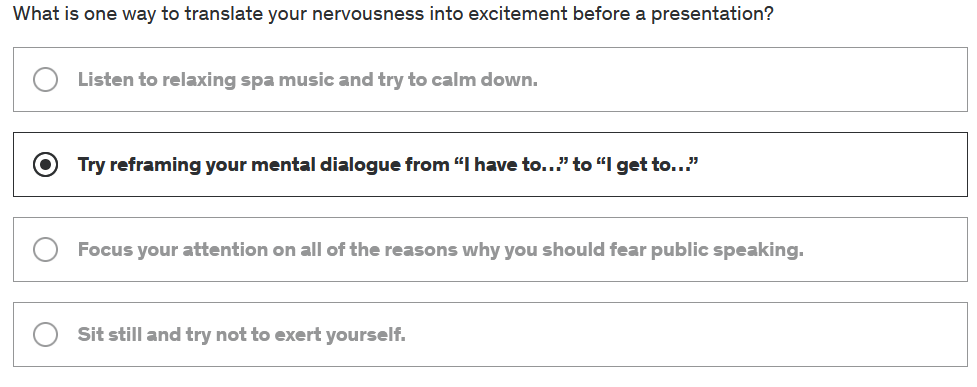 What is one way to translate your nervousness into excitement before a presentation?
Listen to relaxing spa music and try to calm down.
Try reframing your mental dialogue from “I have to…” to “I get to…”
Focus your attention on all of the reasons why you should fear public speaking.
Sit still and try not to exert yourself.